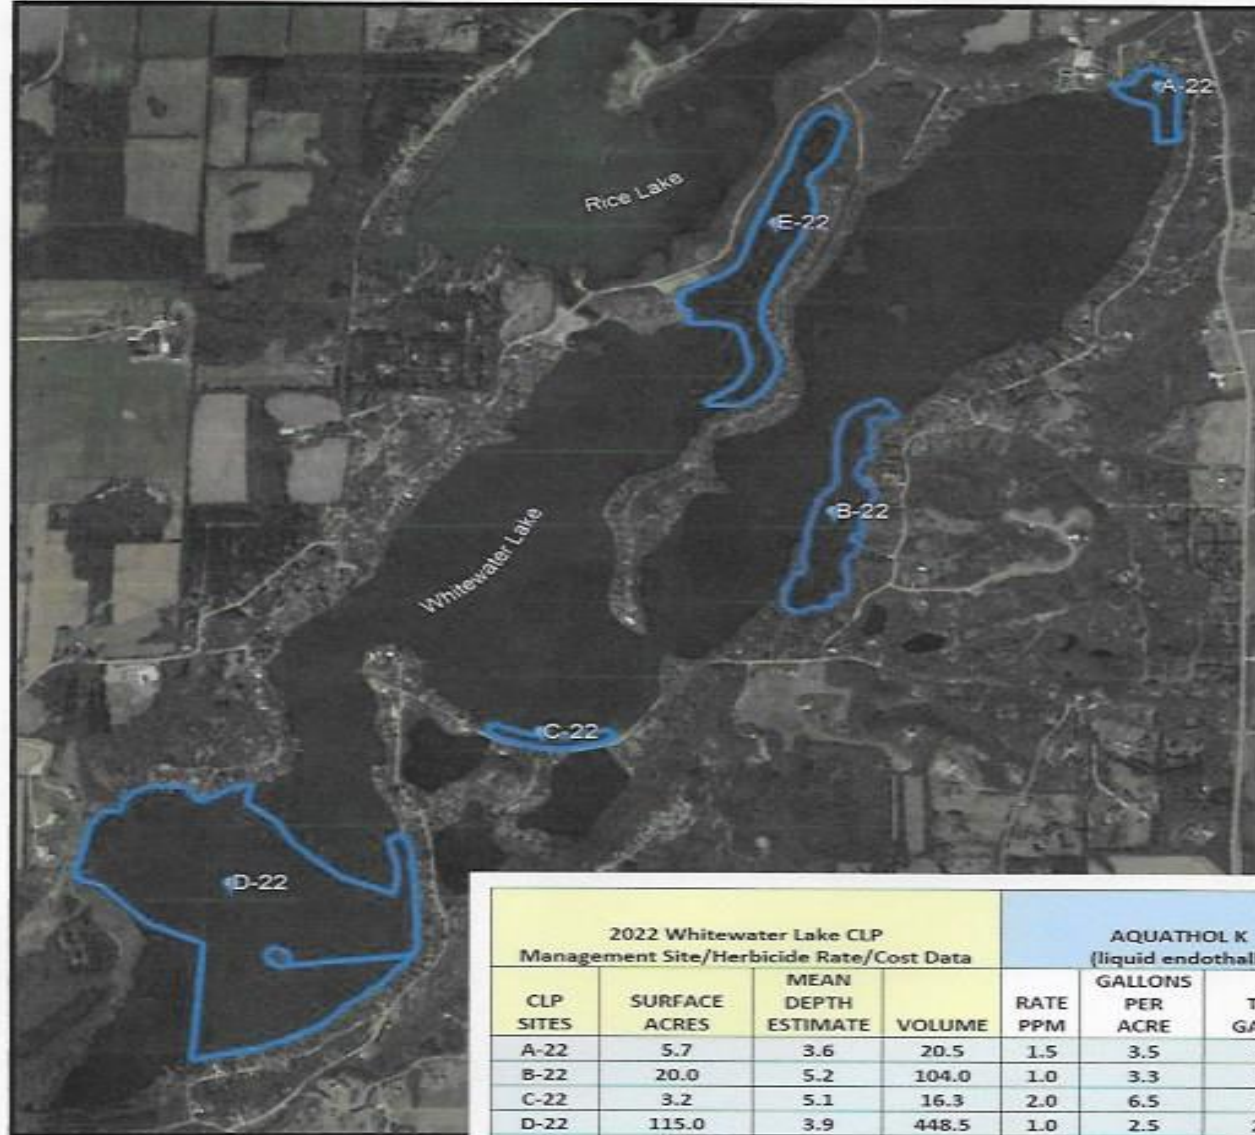 A-22
Rice Lake
E-22
B-22
Whitewater Lake
C-22
D-22
2022 Whitewater Lake CLP
Management Site/Herbicide Rate/Cost Data
AQUATHOL K
(liquid endothal
CLP SITES SURFACE ACRES MEAN DEPTH ESTIMATE VOLUME RATE PPM GALLONS PER ACRE
A-22 5.7 3.6 20.5 1.5 3.5
B-22 20.0 5.2 104.0 1.0 3.3
C-22 3.2 5.1 16.3 2.0 6.5
D-22 115.0 3.9 448.5 1.0 2.5